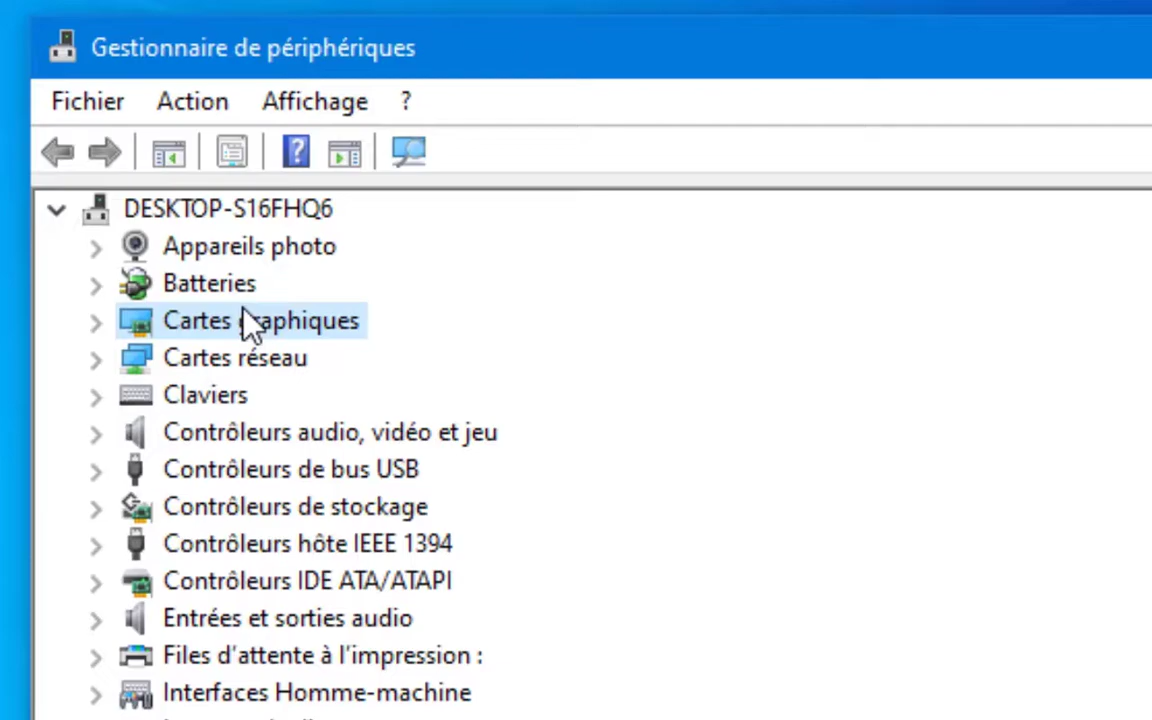 Gestionnaire de périphériques
Fichier Action Affichage ?
DESKTOP-S16FHQ6
Appareils photo
Batteries
Cartes graphiques
Cartes réseau
Claviers
Contrôleurs audio, vidéo et jeu
Contrôleurs de bus USB
Contrôleurs de stockage
Contrôleurs hôte IEEE 1394
Contrôleurs IDE ATA/ATAPI
Entrées et sorties audio
Files d'attente à l'impression :
Interfaces Homme-machine